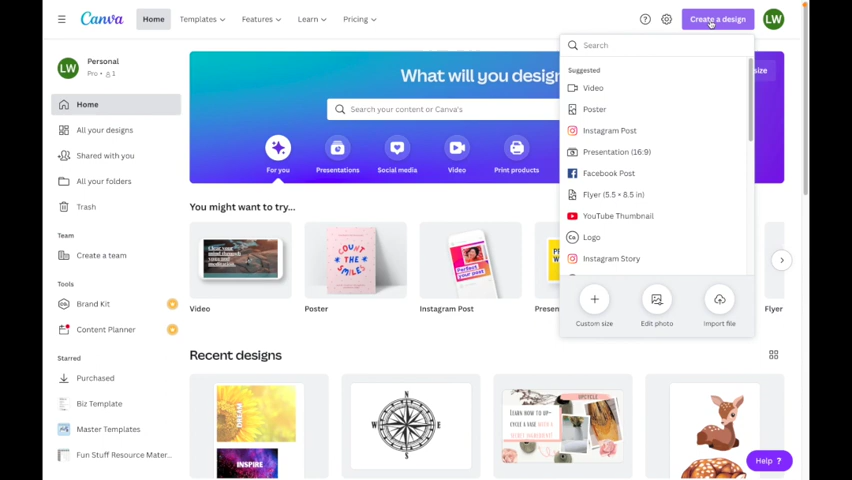 Canva
Home
Templates
Features
Learn
Pricing
Create a design
LW
LW
Personal
Pro • 1
Home
All your designs
Shared with you
All your folders
Trash
Team
Create a team
Tools
Brand Kit
Content Planner
Starred
Purchased
Biz Template
Master Templates
Fun Stuff Resource Mater...
What will you desig
size
Search your content or Canva's
For you
Presentations
Social media
Video
Print products
Search
Suggested
Video
Poster
Instagram Post
Presentation (16:9)
Facebook Post
Flyer (5.5 × 8.5 in)
YouTube Thumbnail
Logo
Instagram Story
Custom size
Edit photo
Import file
You might want to try...
COUNT
THE
SMILES
Perfect
your post
Video
Poster
Instagram Post
Presen
Flyer
Recent designs
DREAM
INSPIRE
N
W
E
S
UPCYCLE
LEARN HOW TO UP-
CYCLE A VASE WITH A
SECRET INGREDIENT!
Help ?